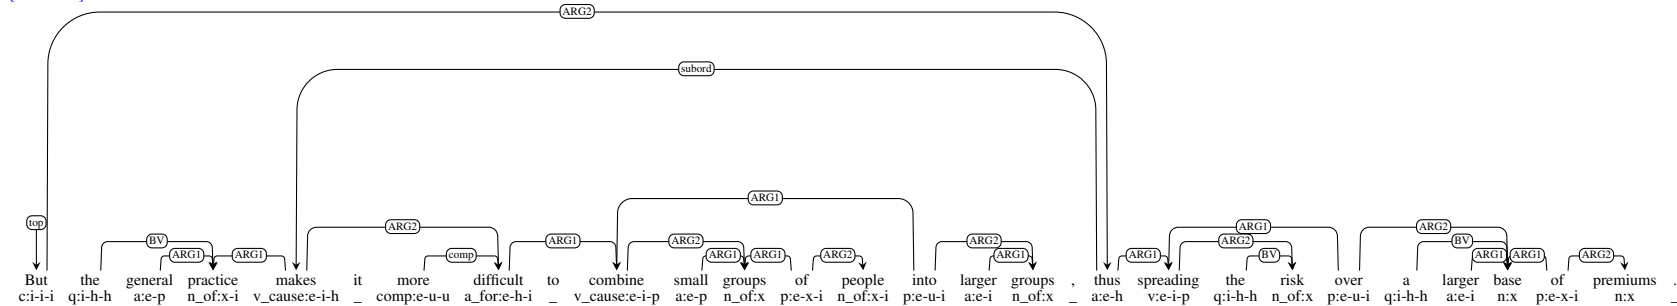 ARG2
subord
ARG1
top ARG2 ARG1
BV ARG1 ARG2 ARG2 ARG2 BV
ARG1 ARG1 comp ARG1 ARG1 ARG2 ARG1 ARG1 ARG2 BV ARG1 ARG1 ARG2
But the general practice makes it more difficult to combine small groups of people into larger groups , thus spreading the risk over a larger base of premiums .
c:i-i-i q:i-h-h a:e-p n_of:x-i v_cause:e-i-h _ comp:e-u-u a_for:e-h-i _ v_cause:e-i-p a:e-p n_of:x p:e-x-i n_of:x-i p:e-u-i a:e-i n_of:x _ a:e-h v:e-i-p q:i-h-h n_of:x p:e-u-i q:i-h-h a:e-i n:x p:e-x-i n:x _